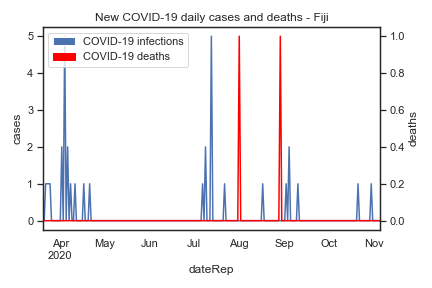 New COVID-19 daily cases and deaths - Fiji
COVID-19 infections
COVID-19 deaths
5
4
3
2
1
0
cases
1.0
0.8
0.6
0.4
0.2
0.0
deaths
Apr May Jun Jul Aug Sep Oct Nov
2020
dateRep